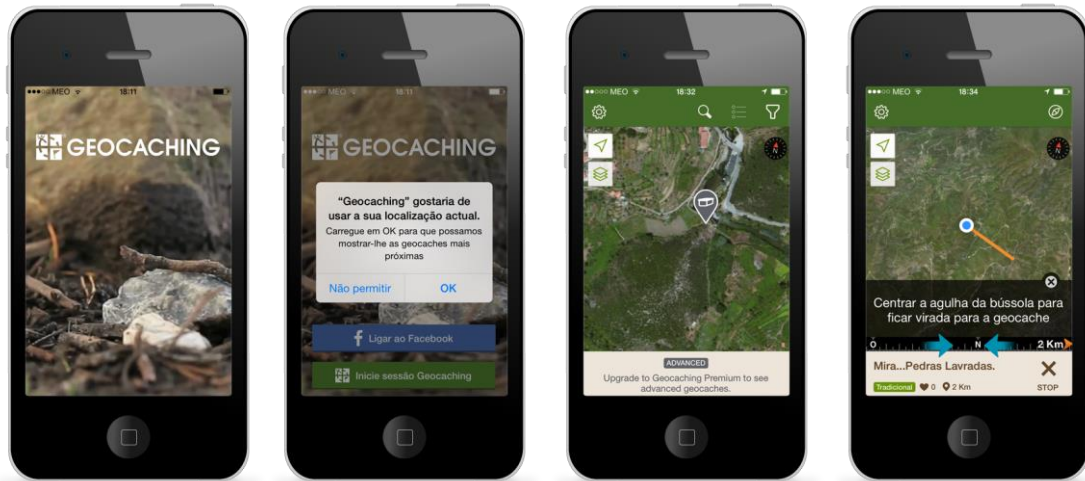 MEO 18:11
GEOCACHING
MEO 18:11
GEOCACHING
“Geocaching” gostaria de
usar a sua localização actual.
Carregue em OK para que possamos
mostrar-lhe as geocaches mais
próximas
Não permitir OK
f Ligar ao Facebook
Inicie sessão Geocaching
MEO 18:32
N
ADVANCED
Upgrade to Geocaching Premium to see
advanced geocaches.
MEO 18:34
N
Centrar a agulha da bússola para
ficar virada para a geocache
O N 2 Km
Mira...Pedras Lavradas.
Tradicional 0 2 Km STOP